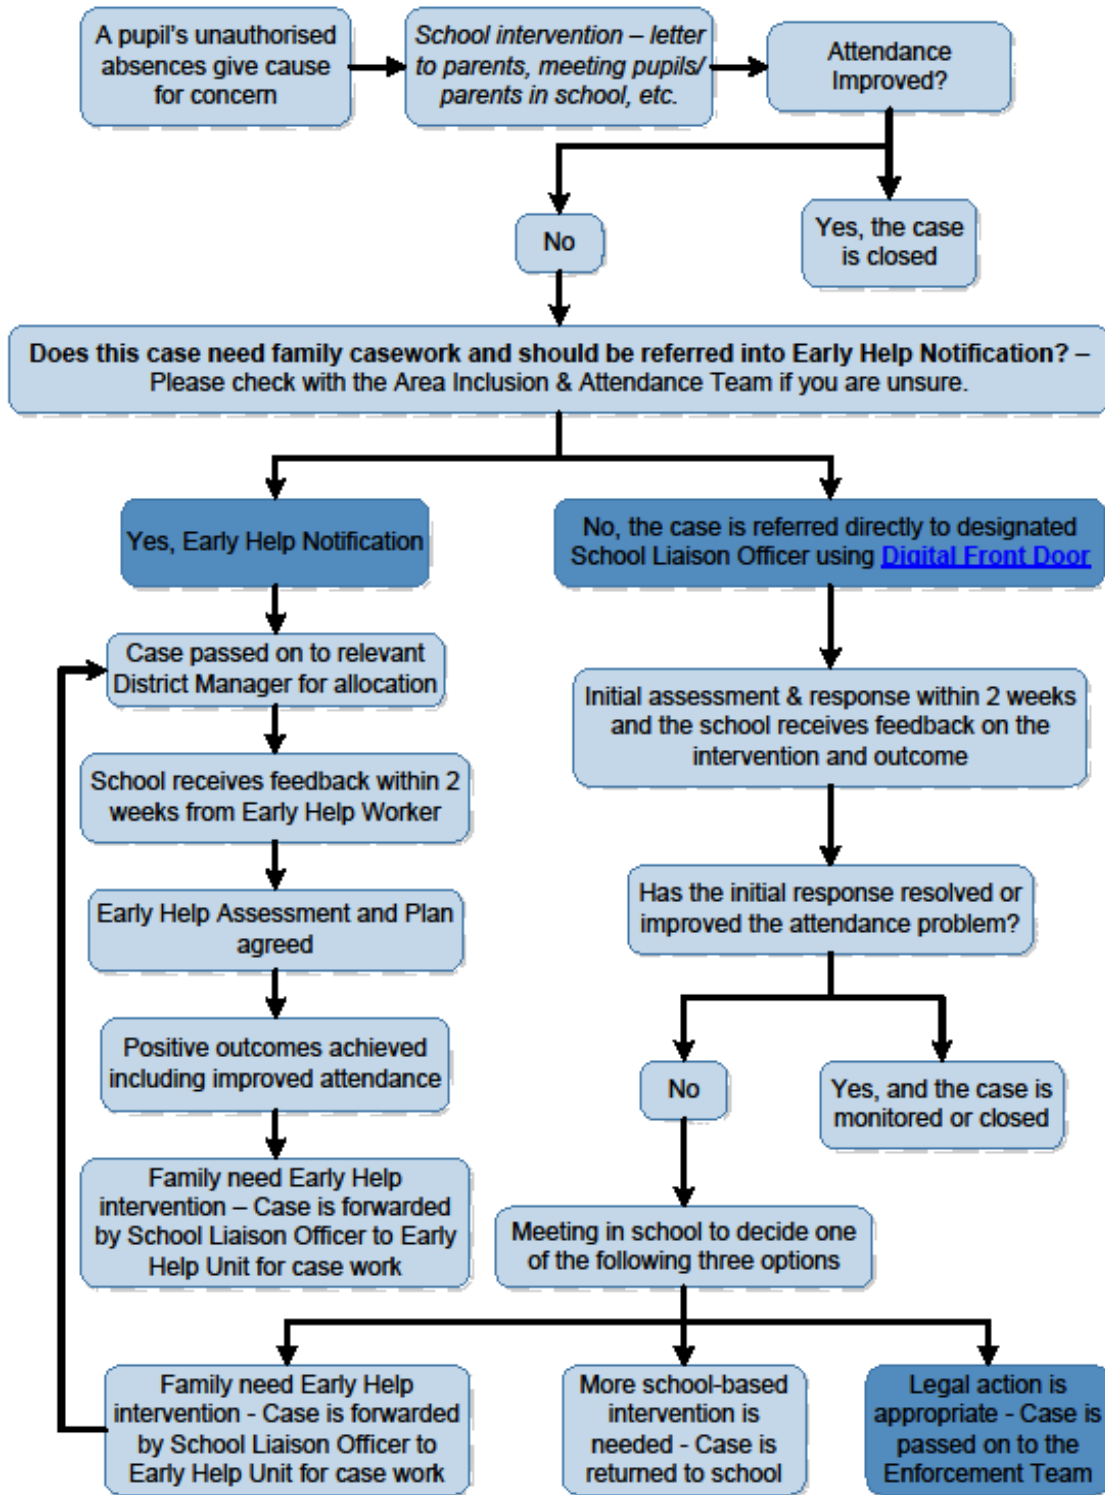 A pupil's unauthorised
absences give cause
for concern
School intervention – letter
to parents, meeting pupils/
parents in school, etc.
Attendance
Improved?
No
Yes, the case
is closed
Does this case need family casework and should be referred into Early Help Notification? –
Please check with the Area Inclusion & Attendance Team if you are unsure.
Yes, Early Help Notification
No, the case is referred directly to designated
School Liaison Officer using Digital Front Door
Case passed on to relevant
District Manager for allocation
Initial assessment & response within 2 weeks
and the school receives feedback on the
intervention and outcome
School receives feedback within 2
weeks from Early Help Worker
Has the initial response resolved or
improved the attendance problem?
Early Help Assessment and Plan
agreed
Positive outcomes achieved
including improved attendance
No
Yes, and the case is
monitored or closed
Family need Early Help
intervention – Case is forwarded
by School Liaison Officer to Early
Help Unit for case work
Meeting in school to decide one
of the following three options
Family need Early Help
intervention - Case is forwarded
by School Liaison Officer to
Early Help Unit for case work
More school-based
intervention is
needed - Case is
returned to school
Legal action is
appropriate - Case is
passed on to the
Enforcement Team